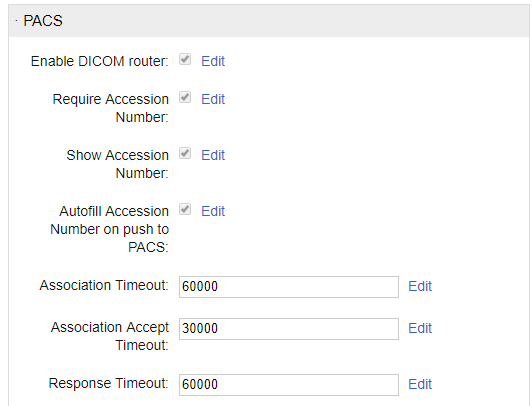 · PACS
Enable DICOM router: Edit
Require Accession
Number: Edit
Show Accession
Number: Edit
Autofill Accession
Number on push to
PACS: Edit
Association Timeout: 60000 Edit
Association Accept
Timeout: 30000 Edit
Response Timeout: 60000 Edit